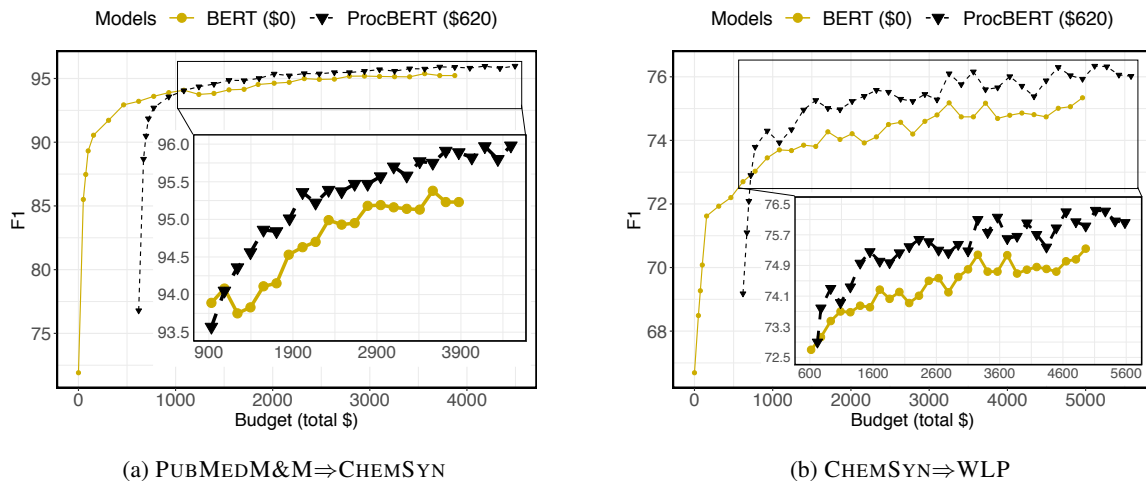 Models BERT ($0) ProcBERT ($620)
F1
95
90
85
80
75
96.0
95.5
95.0
94.5
94.0
93.5
900 1900 2900 3900
0 1000 2000 3000 4000
Budget (total $)
(a) PUBMEDM&M⇒CHEMSYN
Models BERT ($0) ProcBERT ($620)
F1
76
74
72
70
68
76.5
75.7
74.9
74.1
73.3
72.5
600 1600 2600 3600 4600 5600
0 1000 2000 3000 4000 5000
Budget (total $)
(b) CHEMSYN⇒WLP